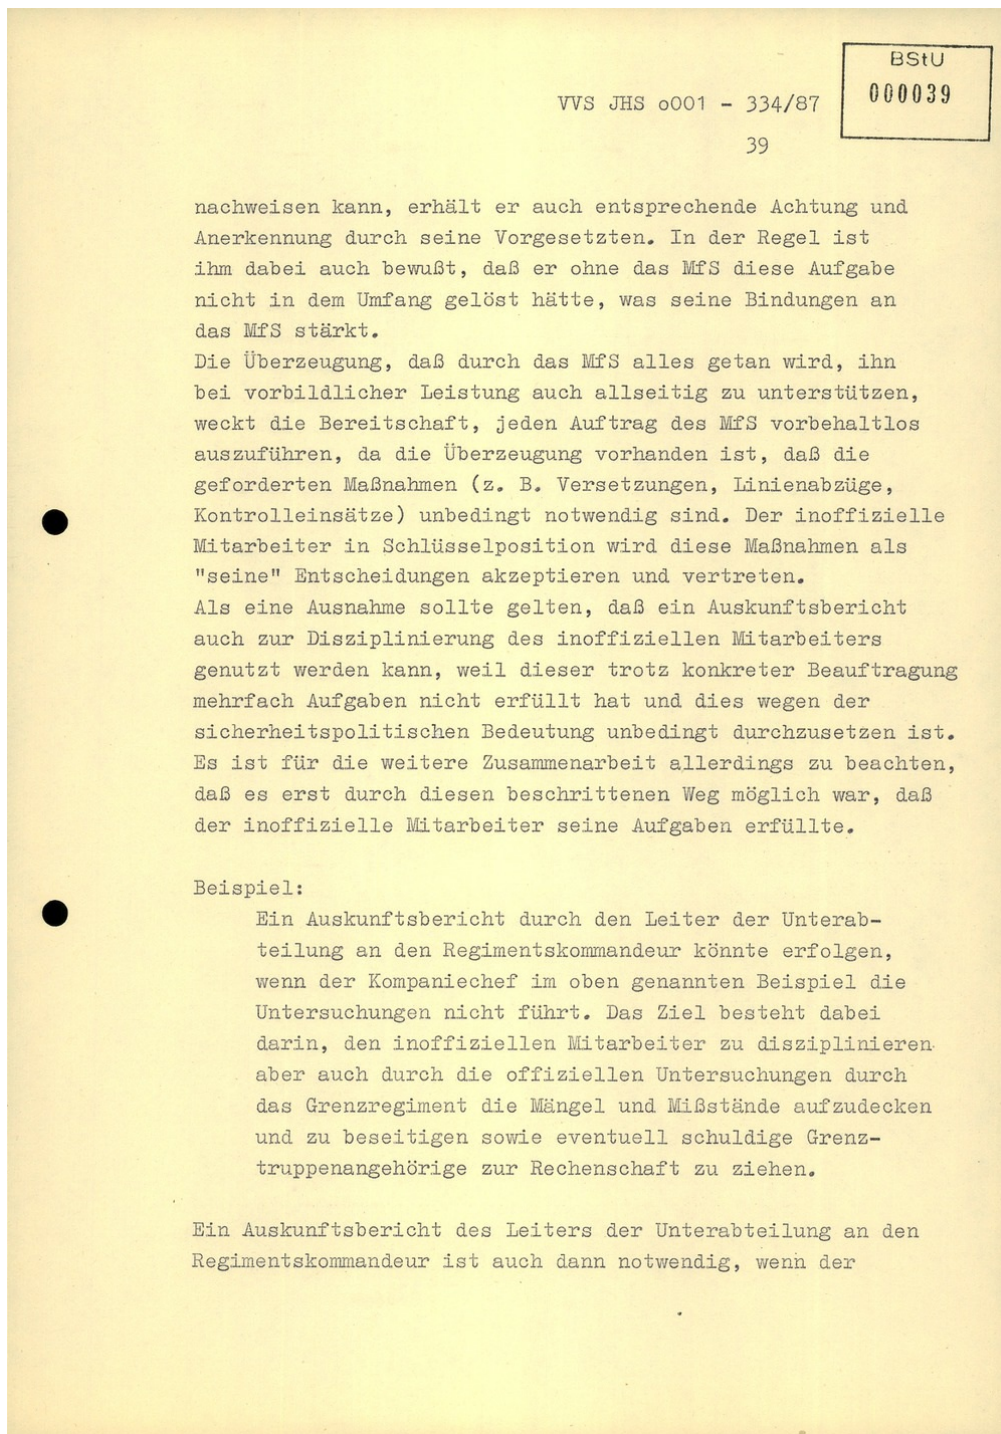 BStU
000039
VVS JHS o001 - 334/87
39
nachweisen kann, erhält er auch entsprechende Achtung und
Anerkennung durch seine Vorgesetzten. In der Regel ist
ihm dabei auch bewußt, daß er ohne das MfS diese Aufgabe
nicht in dem Umfang gelöst hätte, was seine Bindungen an
das MfS stärkt.
Die Überzeugung, daß durch das MfS alles getan wird, ihn
bei vorbildlicher Leistung auch allseitig zu unterstützen,
weckt die Bereitschaft, jeden Auftrag des MfS vorbehaltlos
auszuführen, da die Überzeugung vorhanden ist, daß die
geforderten Maßnahmen (z. B. Versetzungen, Linienabzüge,
Kontrolleinsätze) unbedingt notwendig sind. Der inoffizielle
Mitarbeiter in Schlüsselposition wird diese Maßnahmen als
"seine" Entscheidungen akzeptieren und vertreten.
Als eine Ausnahme sollte gelten, daß ein Auskunftsbericht
auch zur Disziplinierung des inoffiziellen Mitarbeiters
genutzt werden kann, weil dieser trotz konkreter Beauftragung
mehrfach Aufgaben nicht erfüllt hat und dies wegen der
sicherheitspolitischen Bedeutung unbedingt durchzusetzen ist.
Es ist für die weitere Zusammenarbeit allerdings zu beachten,
daß es erst durch diesen beschrittenen Weg möglich war, daß
der inoffizielle Mitarbeiter seine Aufgaben erfüllte.
Beispiel:
Ein Auskunftsbericht durch den Leiter der Unterab-
teilung an den Regimentskommandeur könnte erfolgen,
wenn der Kompaniechef im oben genannten Beispiel die
Untersuchungen nicht führt. Das Ziel besteht dabei
darin, den inoffiziellen Mitarbeiter zu disziplinieren
aber auch durch die offiziellen Untersuchungen durch
das Grenzregiment die Mängel und Mißstände aufzudecken
und zu beseitigen sowie eventuell schuldige Grenz-
truppenangehörige zur Rechenschaft zu ziehen.
Ein Auskunftsbericht des Leiters der Unterabteilung an den
Regimentskommandeur ist auch dann notwendig, wenn der